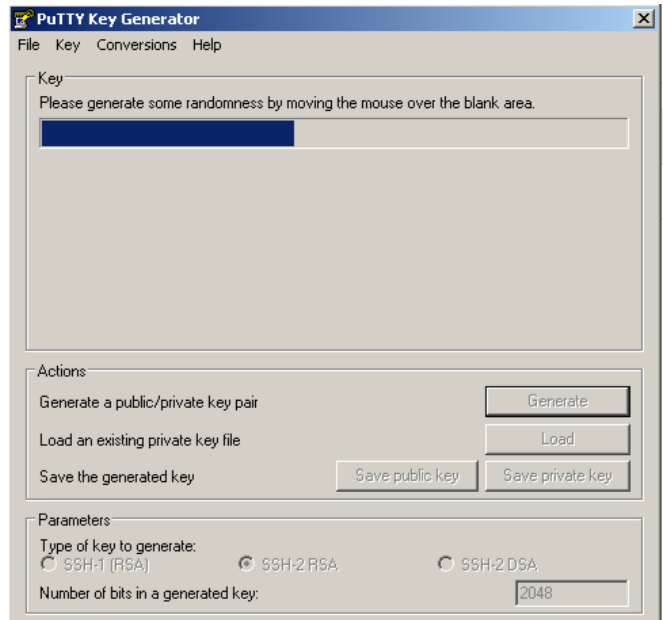 PuTTY Key Generator
File Key Conversions Help
Key
Please generate some randomness by moving the mouse over the blank area.
Actions
Generate a public/private key pair Generate
Load an existing private key file Load
Save the generated key Save public key Save private key
Parameters
Type of key to generate:
SSH-1 (RSA) SSH-2 RSA SSH-2 DSA
Number of bits in a generated key: 2048